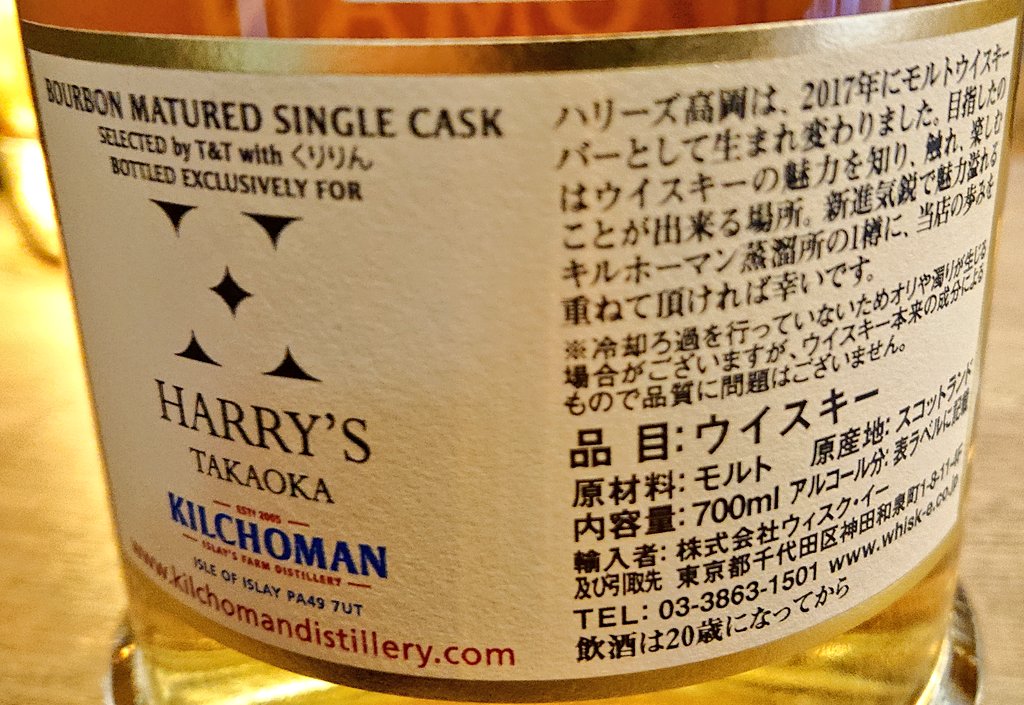 BOURBON MATURED SINGLE CASK
SELECTED by T&T with くりりん
BOTTLED EXCLUSIVELY FOR
HARRY'S
TAKAOKA
ESTD 2005
KILCHOMAN
ISLAY'S FARM DISTILLERY
ISLE OF ISLAY PA49 7UT
www.kilchomandistillery.com
ハリーズ高岡は、2017年にモルトウイスキー
バーとして生まれ変わりました。目指したの
はウイスキーの魅力を知り、触れ、楽しむ
ことが出来る場所。新進気鋭で魅力溢れる
キルホーマン蒸溜所の1樽に、当店の歩みを
重ねて頂ければ幸いです。
※冷却ろ過を行っていないためオリや濁りが生じる
場合がございますが、ウイスキー本来の成分による
もので品質に問題はございません。
品 目：ウイスキー
原材料：モルト 原産地：スコットランド
内容量：700ml アルコール分：表ラベルに記載
輸入者：株式会社ウィスク・イー
及び引取先 東京都千代田区神田和泉町1-8-11-4F
TEL：03-3863-1501 www.whisk-e.co.jp
飲酒は20歳になってから